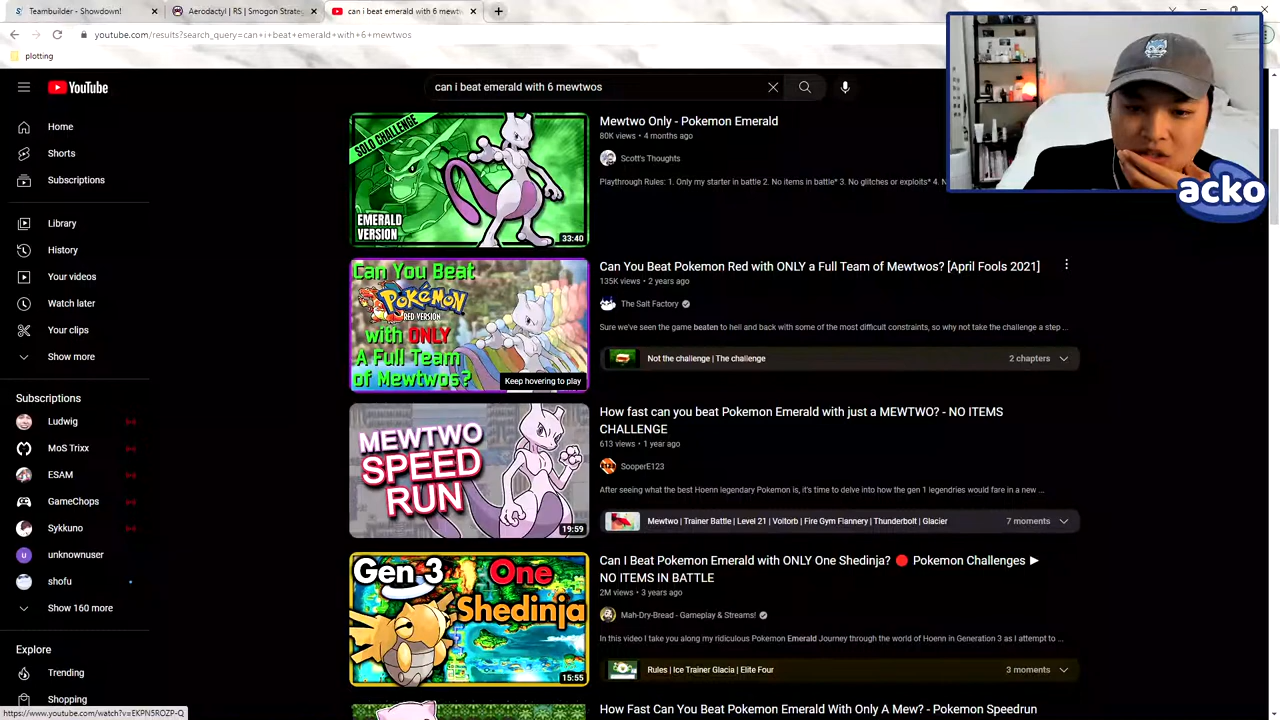 Teambuilder - Showdown!
Aerodactyl | RS | Smogon Strateg
can i beat emerald with 6 mewtw
youtube.com/results?search_query=can+i+beat+emerald+with+6+mewtwos
plotting
YouTube
can i beat emerald with 6 mewtwos
Home
Shorts
Subscriptions
Library
History
Your videos
Watch later
Your clips
Show more
Subscriptions
Ludwig
MoS Trixx
ESAM
GameChops
Sykkuno
unknownuser
shofu
Show 160 more
Explore
Trending
Shopping
SOLO CHALLENGE
EMERALD
VERSION
33:40
Mewtwo Only - Pokemon Emerald
80K views • 4 months ago
Scott's Thoughts
Playthrough Rules: 1. Only my starter in battle 2. No items in battle* 3. No glitches or exploits* 4. N
Can You Beat
POKéMON
RED VERSION
with ONLY
A Full Team
of Mewtwos?
Keep hovering to play
Can You Beat Pokemon Red with ONLY a Full Team of Mewtwos? [April Fools 2021]
135K views • 2 years ago
The Salt Factory
Sure we've seen the game beaten to hell and back with some of the most difficult constraints, so why not take the challenge a step ...
Not the challenge | The challenge
2 chapters
MEWTWO
SPEED
RUN
19:59
How fast can you beat Pokemon Emerald with just a MEWTWO? - NO ITEMS
CHALLENGE
613 views • 1 year ago
SooperE123
After seeing what the best Hoenn legendary Pokemon is, it's time to delve into how the gen 1 legendries would fare in a new ...
Mewtwo | Trainer Battle | Level 21 | Voltorb | Fire Gym Flannery | Thunderbolt | Glacier
7 moments
Gen 3 One
Shedinja
15:55
Can I Beat Pokemon Emerald with ONLY One Shedinja? 🔴 Pokemon Challenges ►
NO ITEMS IN BATTLE
2M views • 3 years ago
Mah-Dry-Bread - Gameplay & Streams!
In this video I take you along my ridiculous Pokemon Emerald Journey through the world of Hoenn in Generation 3 as I attempt to ...
Rules | Ice Trainer Glacia | Elite Four
3 moments
How Fast Can You Beat Pokemon Emerald With Only A Mew? - Pokemon Speedrun
https://www.youtube.com/watch?v=EKPN5ROZP-Q
acko